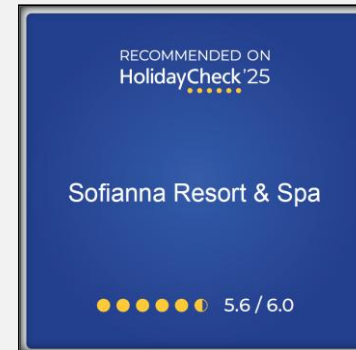 RECOMMENDED ON
HolidayCheck'25
Sofianna Resort & Spa
5.6 / 6.0